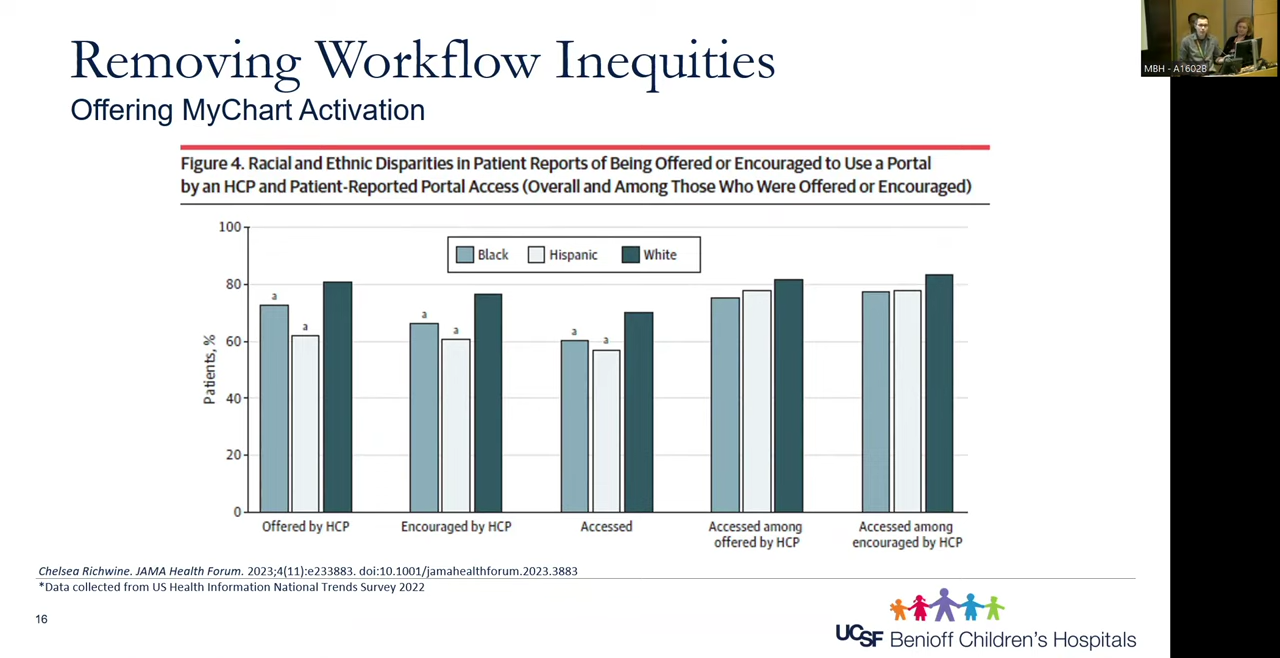 Removing Workflow Inequities
Offering MyChart Activation
MBH - A1602B
Figure 4. Racial and Ethnic Disparities in Patient Reports of Being Offered or Encouraged to Use a Portal
by an HCP and Patient-Reported Portal Access (Overall and Among Those Who Were Offered or Encouraged)
Patients, %
100
80
60
40
20
0
Black
Hispanic
White
a
a
a
a
a
a
Offered by HCP
Encouraged by HCP
Accessed
Accessed among
offered by HCP
Accessed among
encouraged by HCP
Chelsea Richwine. JAMA Health Forum. 2023;4(11):e233883. doi:10.1001/jamahealthforum.2023.3883
*Data collected from US Health Information National Trends Survey 2022
16
UCSF Benioff Children's Hospitals